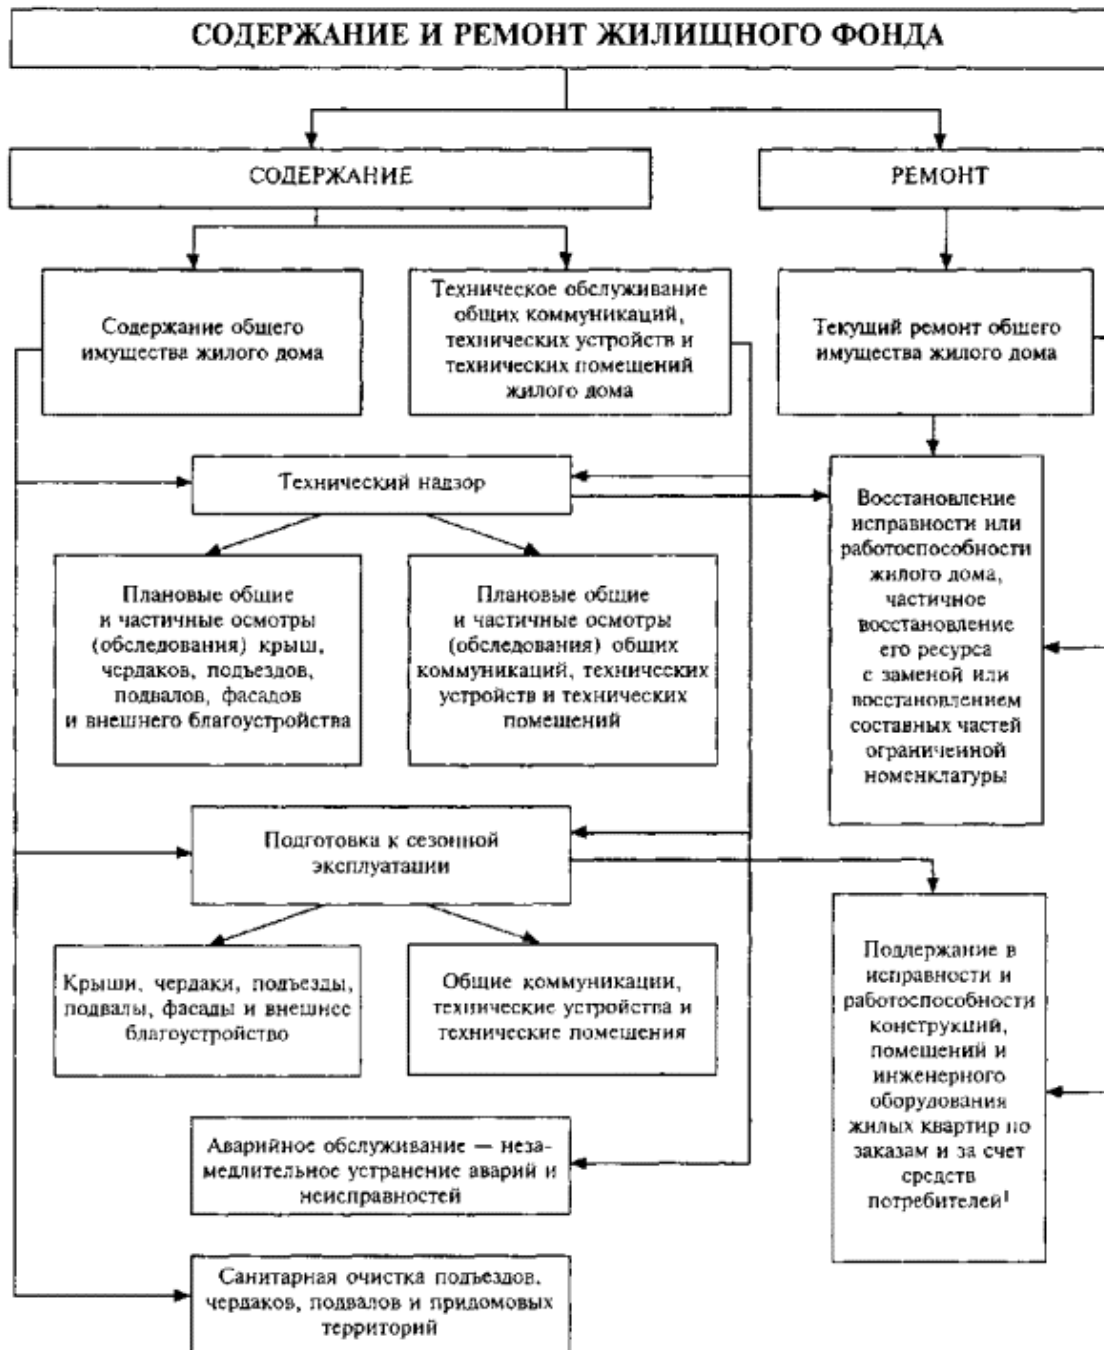 СОДЕРЖАНИЕ И РЕМОНТ ЖИЛИЩНОГО ФОНДА
СОДЕРЖАНИЕ
РЕМОНТ
Содержание общего
имущества жилого дома
Техническое обслуживание
общих коммуникаций,
технических устройств и
технических помещений
жилого дома
Текущий ремонт общего
имущества жилого дома
Технический надзор
Восстановление
исправности или
работоспособности
жилого дома,
частичное
восстановление
его ресурса
с заменой или
восстановлением
составных частей
ограниченной
номенклатуры
Плановые общие
и частичные осмотры
(обследования) крыш,
чердаков, подъездов,
подвалов, фасадов
и внешнего благоустройства
Плановые общие
и частичные осмотры
(обследования) общих
коммуникаций, технических
устройств и технических
помещений
Подготовка к сезонной
эксплуатации
Крыши, чердаки, подъезды,
подвалы, фасады и внешнее
благоустройство
Общие коммуникации,
технические устройства и
технические помещения
Поддержание в
исправности и
работоспособности
конструкций,
помещений и
инженерного
оборудования
жилых квартир по
заказам и за счет
средств
потребителей¹
Аварийное обслуживание — неза-
медлительное устранение аварий и
неисправностей
Санитарная очистка подъездов,
чердаков, подвалов и придомовых
территорий